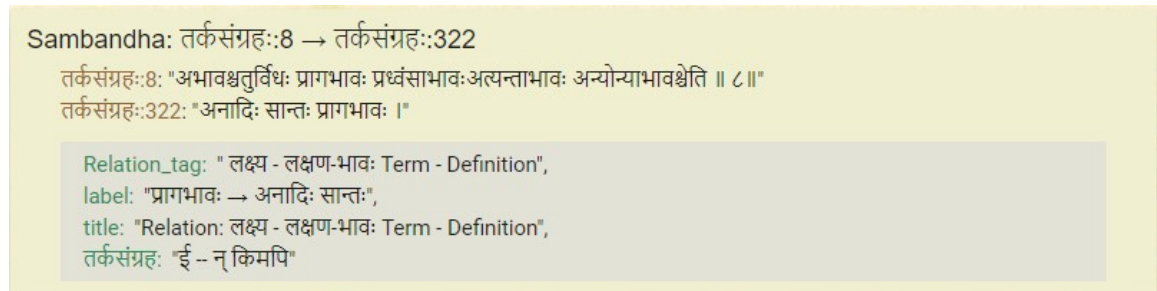 Sambandha: तर्कसंग्रहः:8 → तर्कसंग्रहः:322
तर्कसंग्रहः:8: "अभावश्चतुर्विधः प्रागभावः प्रध्वंसाभावःअत्यन्ताभावः अन्योन्याभावश्चेति ॥ ८॥"
तर्कसंग्रहः:322: "अनादिः सान्तः प्रागभावः ।"
Relation_tag: " लक्ष्य - लक्षण-भावः Term - Definition",
label: "प्रागभावः → अनादिः सान्तः",
title: "Relation: लक्ष्य - लक्षण-भावः Term - Definition",
तर्कसंग्रह: "ई -- न् किमपि"